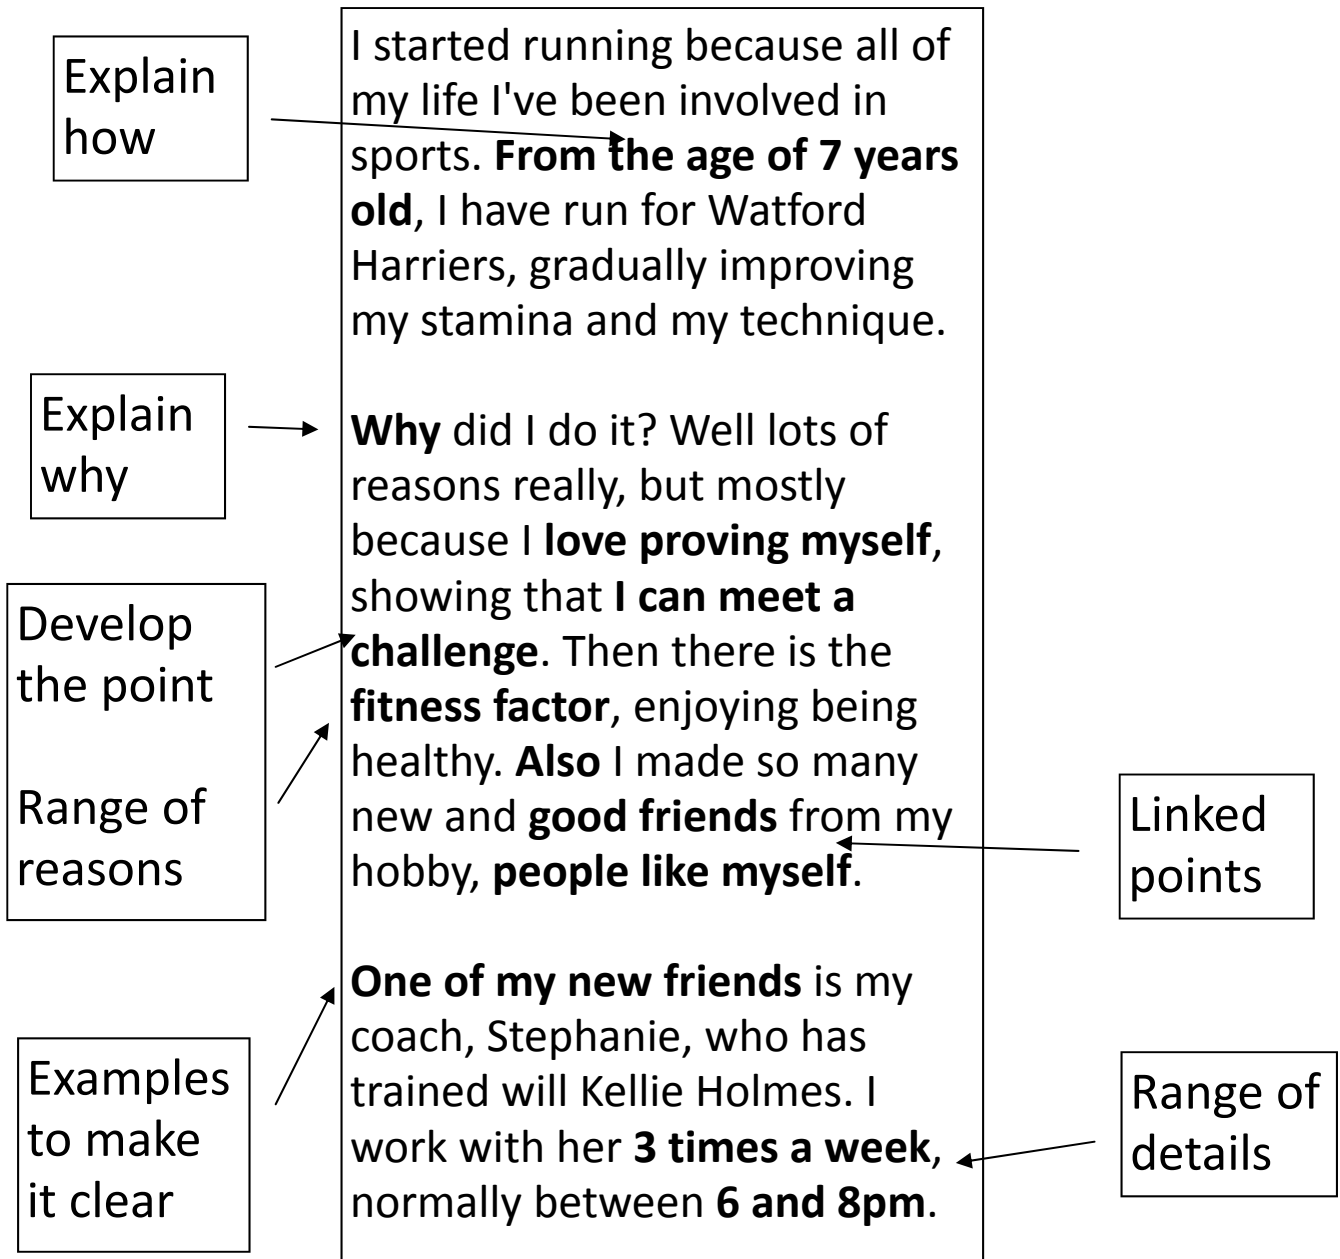 Explain
how
I started running because all of
my life I've been involved in
sports. From the age of 7 years
old, I have run for Watford
Harriers, gradually improving
my stamina and my technique.
Explain
why
Why did I do it? Well lots of
reasons really, but mostly
because I love proving myself,
showing that I can meet a
challenge. Then there is the
fitness factor, enjoying being
healthy. Also I made so many
new and good friends from my
hobby, people like myself.
Develop
the point
Range of
reasons
Linked
points
One of my new friends is my
coach, Stephanie, who has
trained will Kellie Holmes. I
work with her 3 times a week,
normally between 6 and 8pm.
Examples
to make
it clear
Range of
details